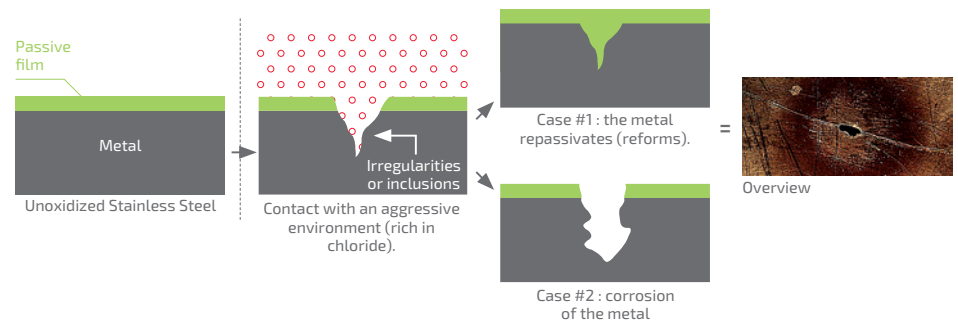 Passive
film
Metal
Unoxidized Stainless Steel
Irregularities
or inclusions
Contact with an aggressive
environment (rich in
chloride).
Case #1 : the metal
repassivates (reforms).
Case #2 : corrosion
of the metal
=
Overview